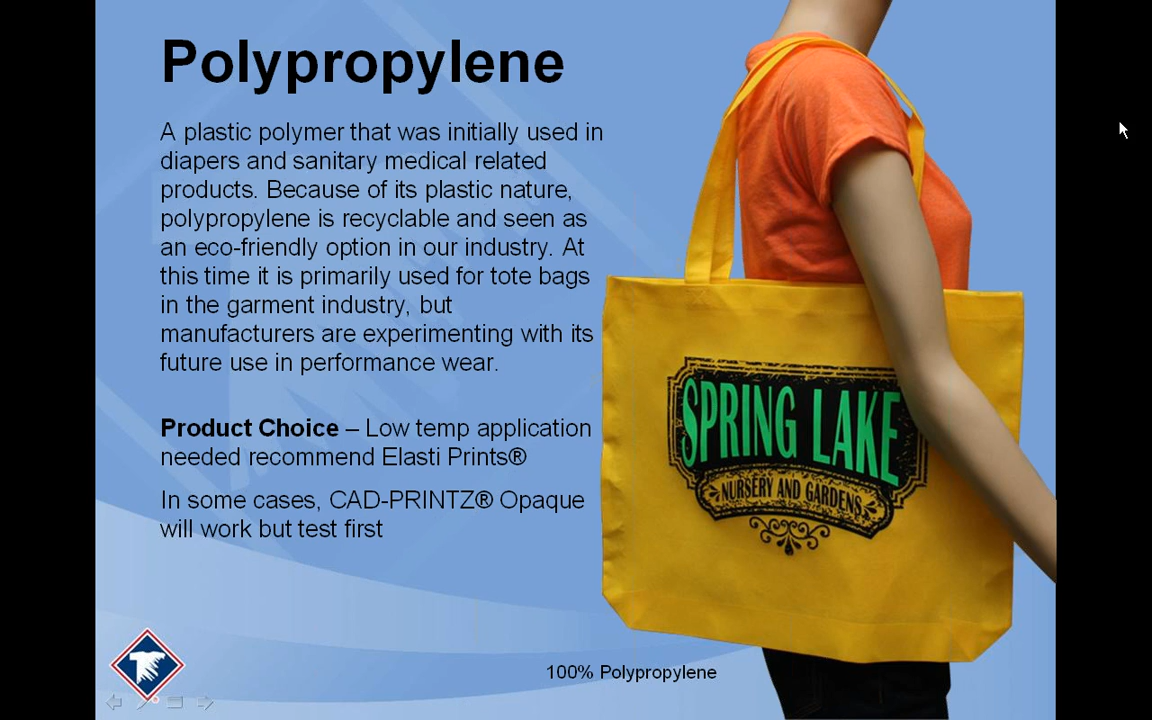 Polypropylene
A plastic polymer that was initially used in
diapers and sanitary medical related
products. Because of its plastic nature,
polypropylene is recyclable and seen as
an eco-friendly option in our industry. At
this time it is primarily used for tote bags
in the garment industry, but
manufacturers are experimenting with its
future use in performance wear.
Product Choice – Low temp application
needed recommend Elasti Prints®
In some cases, CAD-PRINTZ® Opaque
will work but test first
SPRING LAKE
NURSERY AND GARDENS
100% Polypropylene